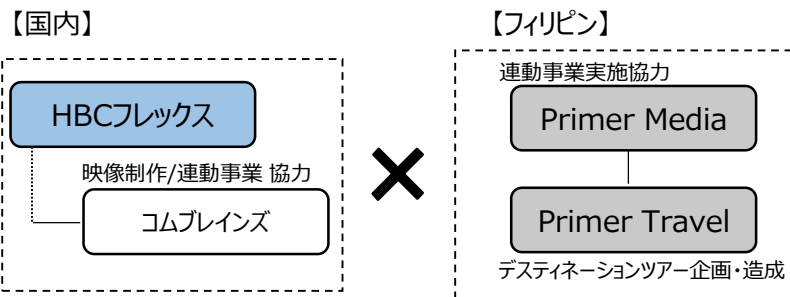 【国内】
HBCフレックス
映像制作/連動事業 協力
コムブレインズ
【フィリピン】
連動事業実施協力
Primer Media
Primer Travel
デスティネーションツアー企画・造成